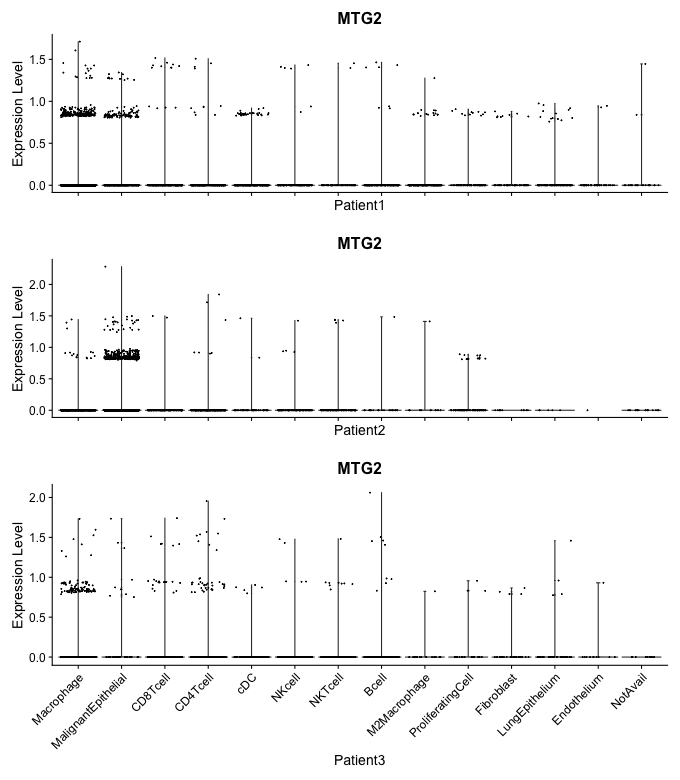 MTG2
Expression Level
1.5
1.0
0.5
0.0
Patient1
MTG2
Expression Level
2.0
1.5
1.0
0.5
0.0
Patient2
MTG2
Expression Level
2.0
1.5
1.0
0.5
0.0
Macrophage
MalignantEpithelial
CD8Tcell
CD4Tcell
cDC
NKcell
NKTcell
Bcell
M2Macrophage
ProliferatingCell
Fibroblast
LungEpithelium
Endothelium
NotAvail
Patient3